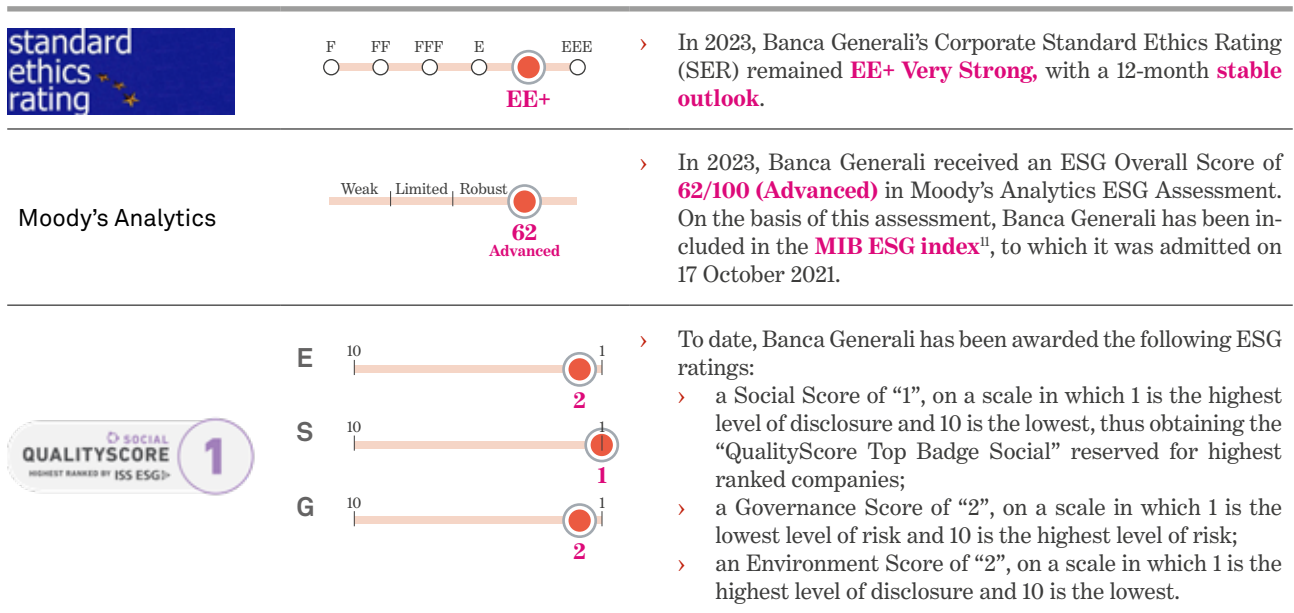 standard
ethics
rating
F FF FFF E EEE
EE+
› In 2023, Banca Generali’s Corporate Standard Ethics Rating
(SER) remained EE+ Very Strong, with a 12-month stable
outlook.
Moody’s Analytics
Weak Limited Robust
62
Advanced
› In 2023, Banca Generali received an ESG Overall Score of
62/100 (Advanced) in Moody’s Analytics ESG Assessment.
On the basis of this assessment, Banca Generali has been in-
cluded in the MIB ESG index¹¹, to which it was admitted on
17 October 2021.
SOCIAL
QUALITYSCORE
HIGHEST RANKED BY ISS ESG
1
E 10 1
2
S 10 1
1
G 10 1
2
› To date, Banca Generali has been awarded the following ESG
ratings:
› a Social Score of “1”, on a scale in which 1 is the highest
level of disclosure and 10 is the lowest, thus obtaining the
“QualityScore Top Badge Social” reserved for highest
ranked companies;
› a Governance Score of “2”, on a scale in which 1 is the
lowest level of risk and 10 is the highest level of risk;
› an Environment Score of “2”, on a scale in which 1 is the
highest level of disclosure and 10 is the lowest.